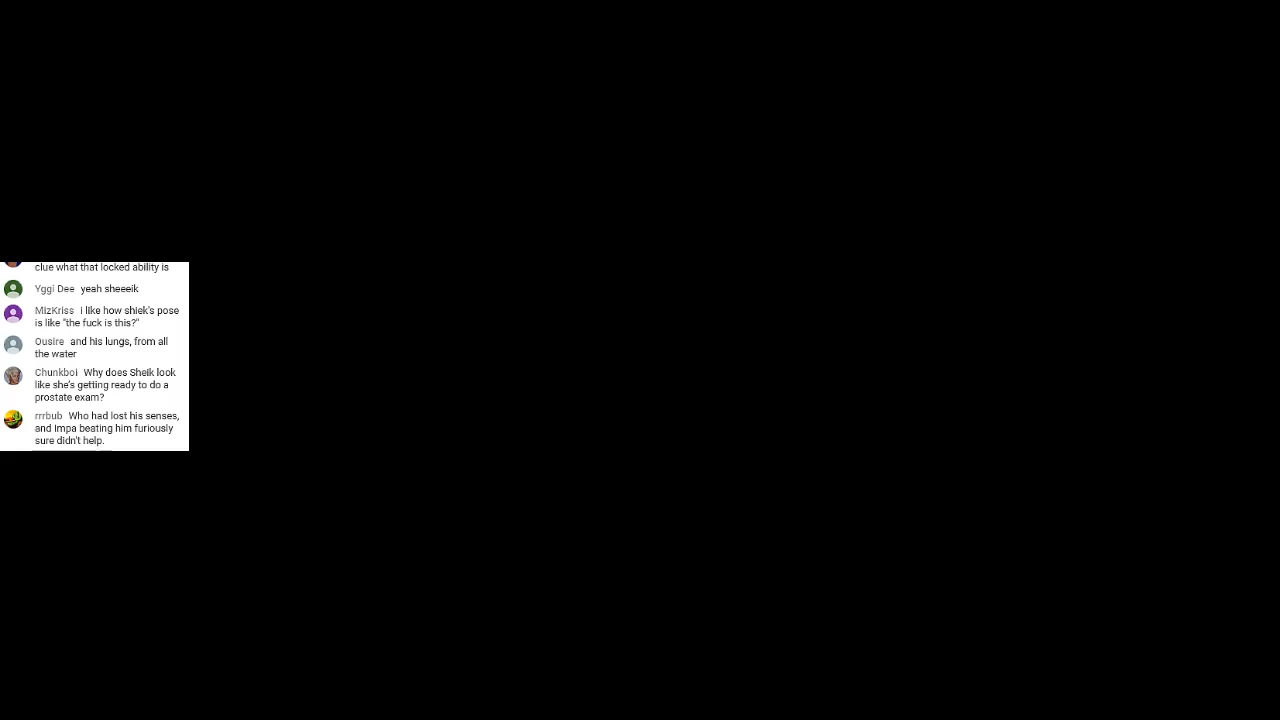 clue what that locked ability is
Yggi Dee yeah sheeeik
MizKriss i like how shiek's pose
is like "the fuck is this?"
Ousire and his lungs, from all
the water
Chunkboi Why does Sheik look
like she's getting ready to do a
prostate exam?
rrrbub Who had lost his senses,
and Impa beating him furiously
sure didn't help.